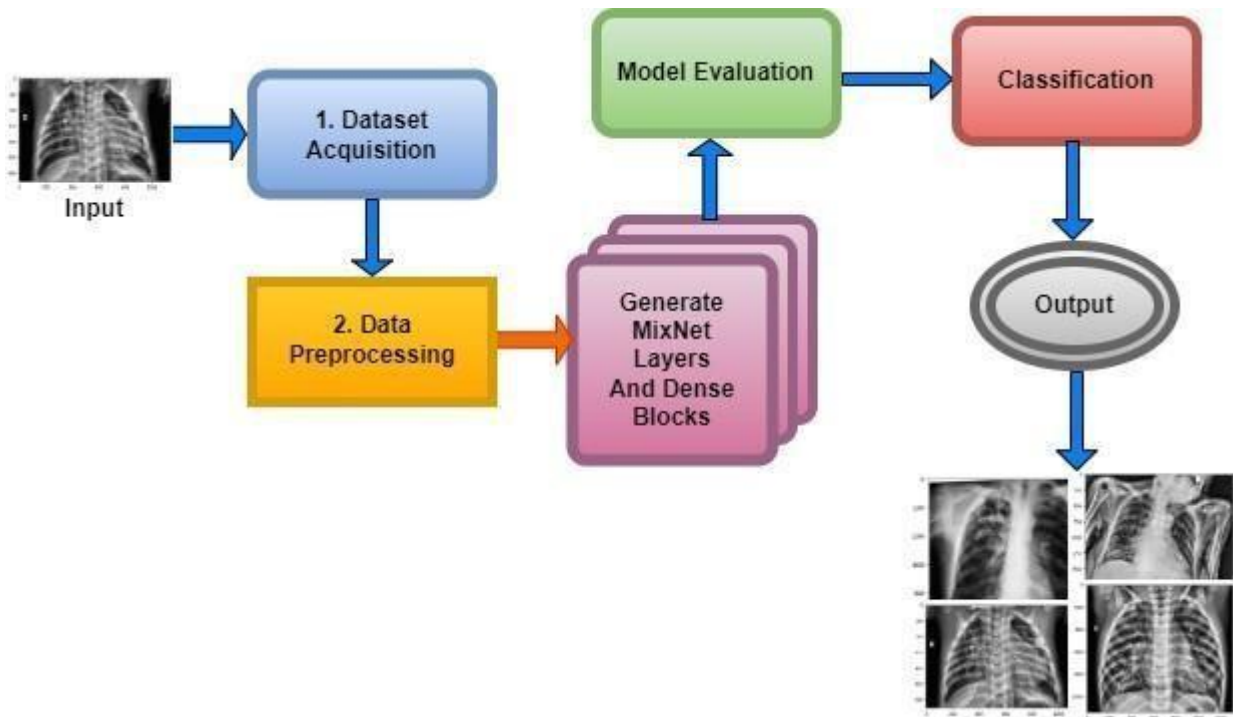 Input
1. Dataset
Acquisition
2. Data
Preprocessing
Generate
MixNet
Layers
And Dense
Blocks
Model Evaluation
Classification
Output